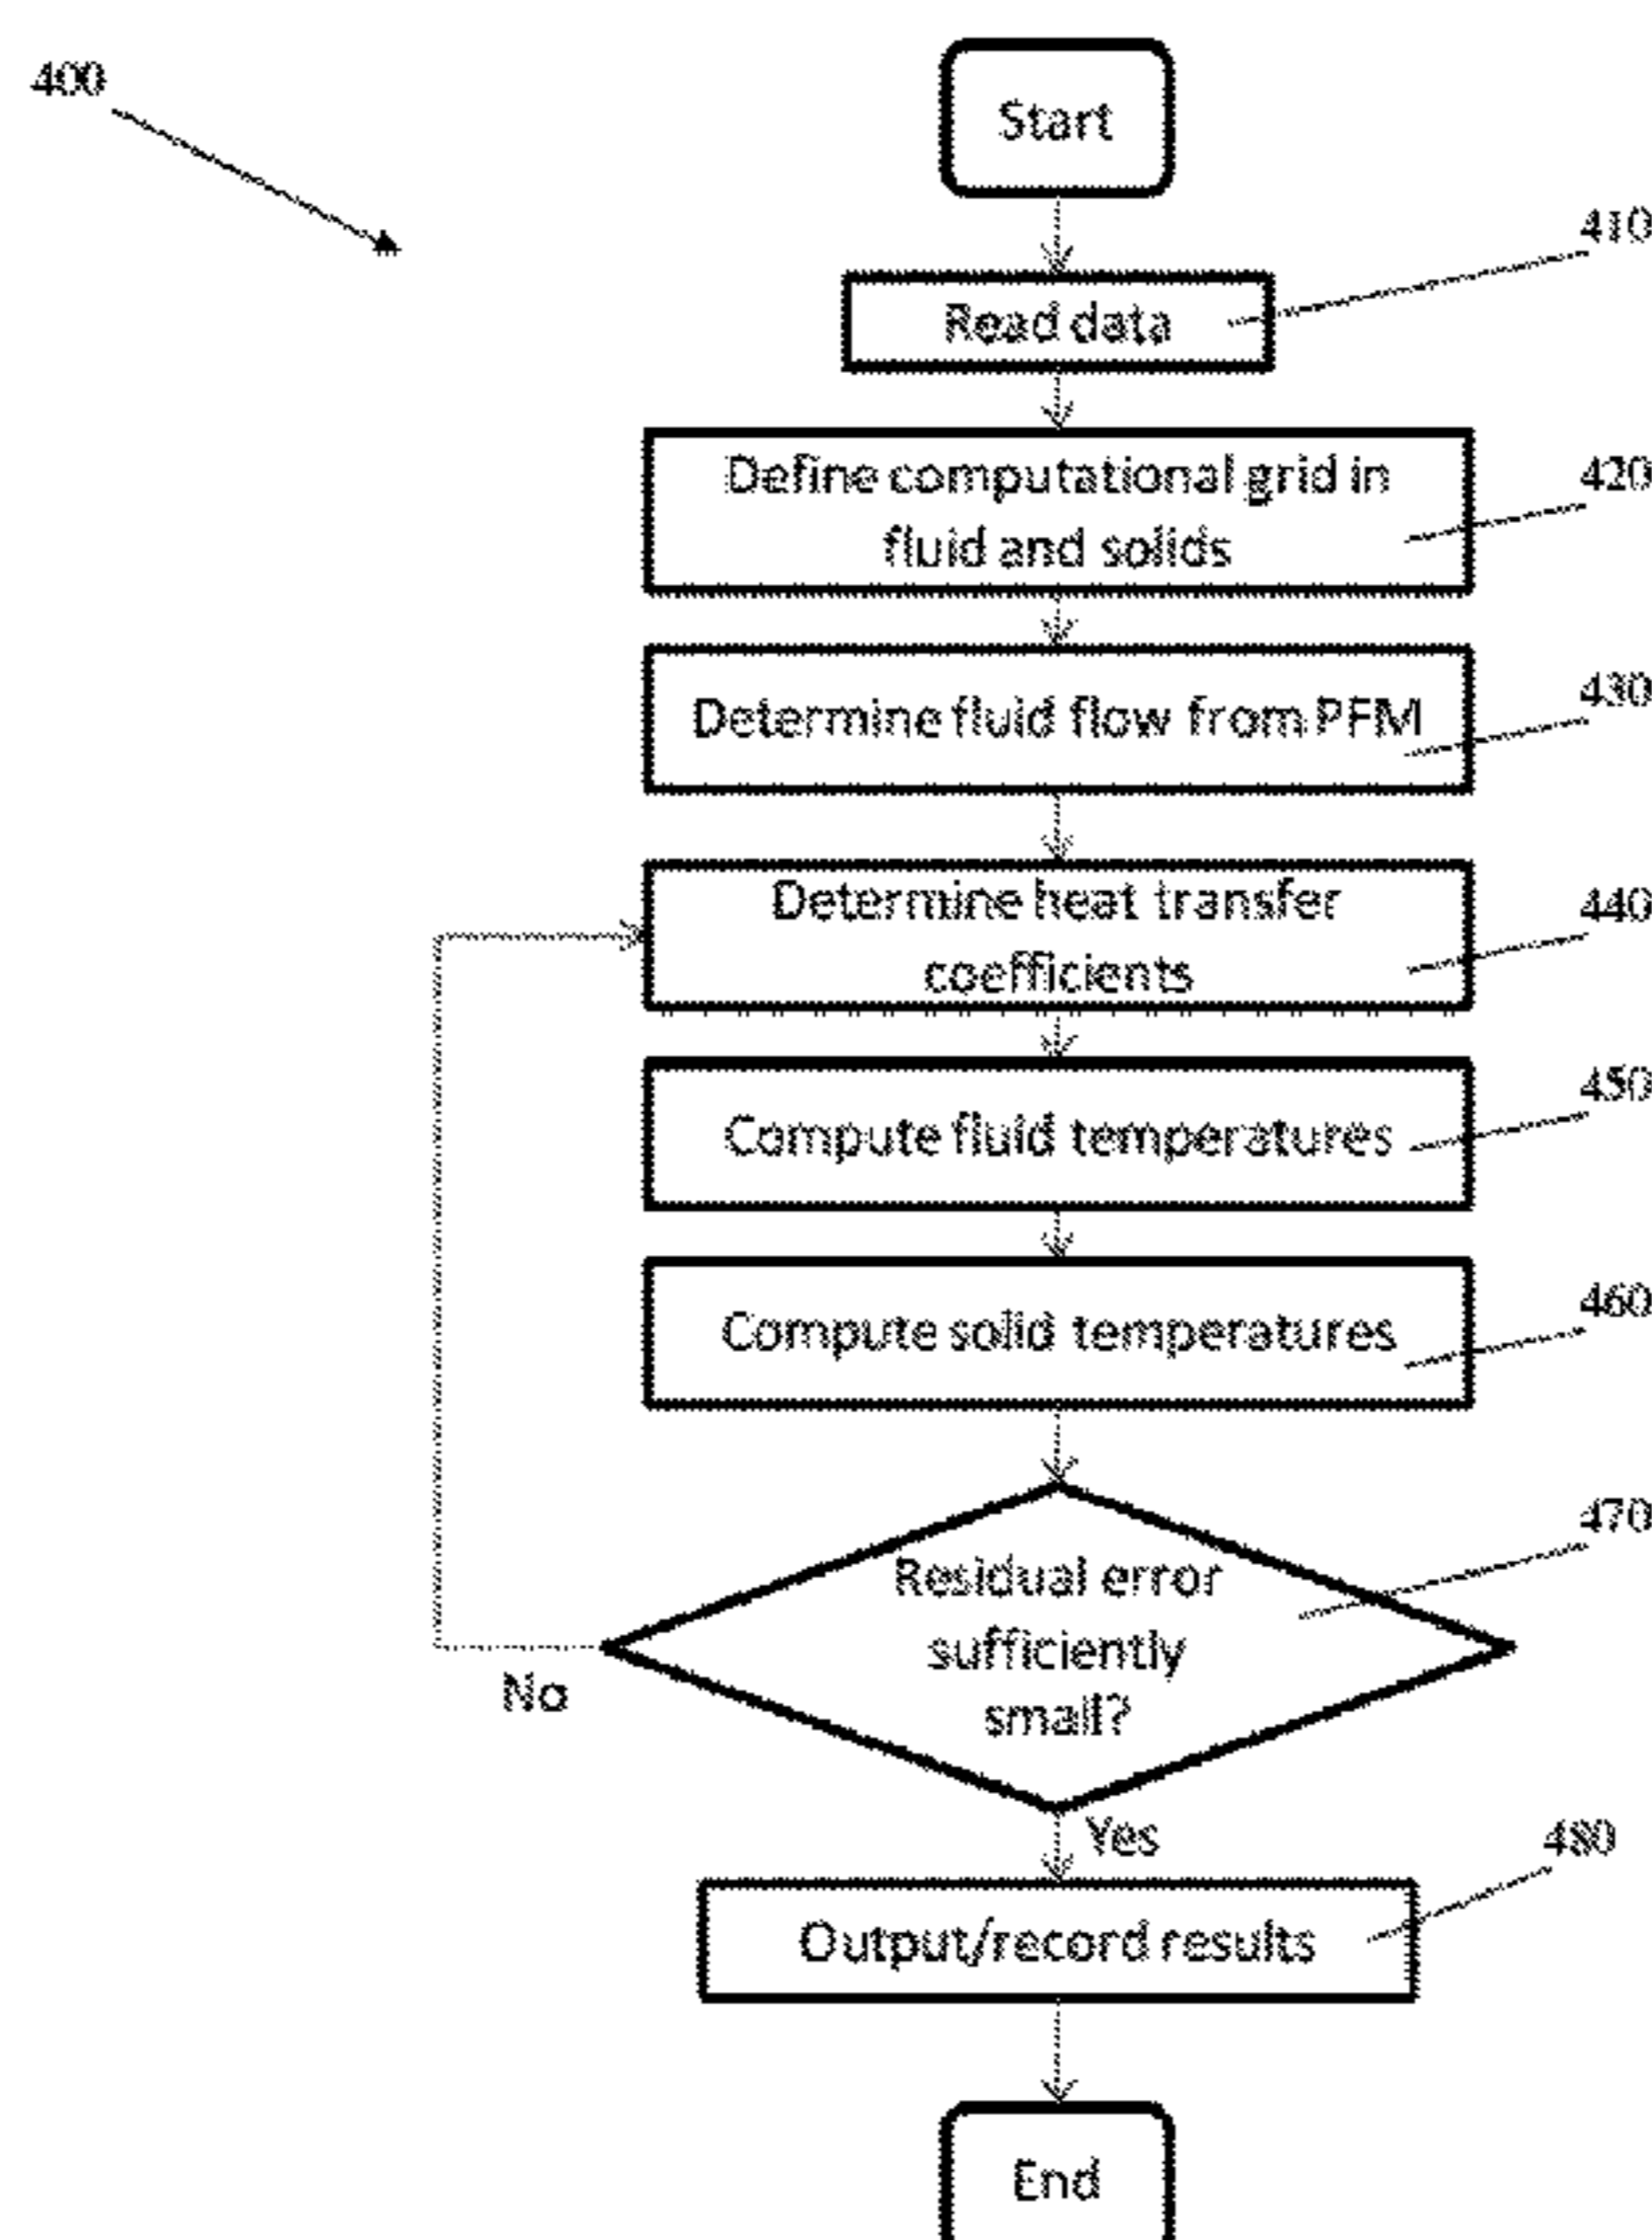 400
Start
410
Read data
420
Define computational grid in
fluid and solids
430
Determine fluid flow from PFM
440
Determine heat transfer
coefficients
450
Compute fluid temperatures
460
Compute solid temperatures
470
Residual error
sufficiently
small?
No
Yes
480
Output/record results
End